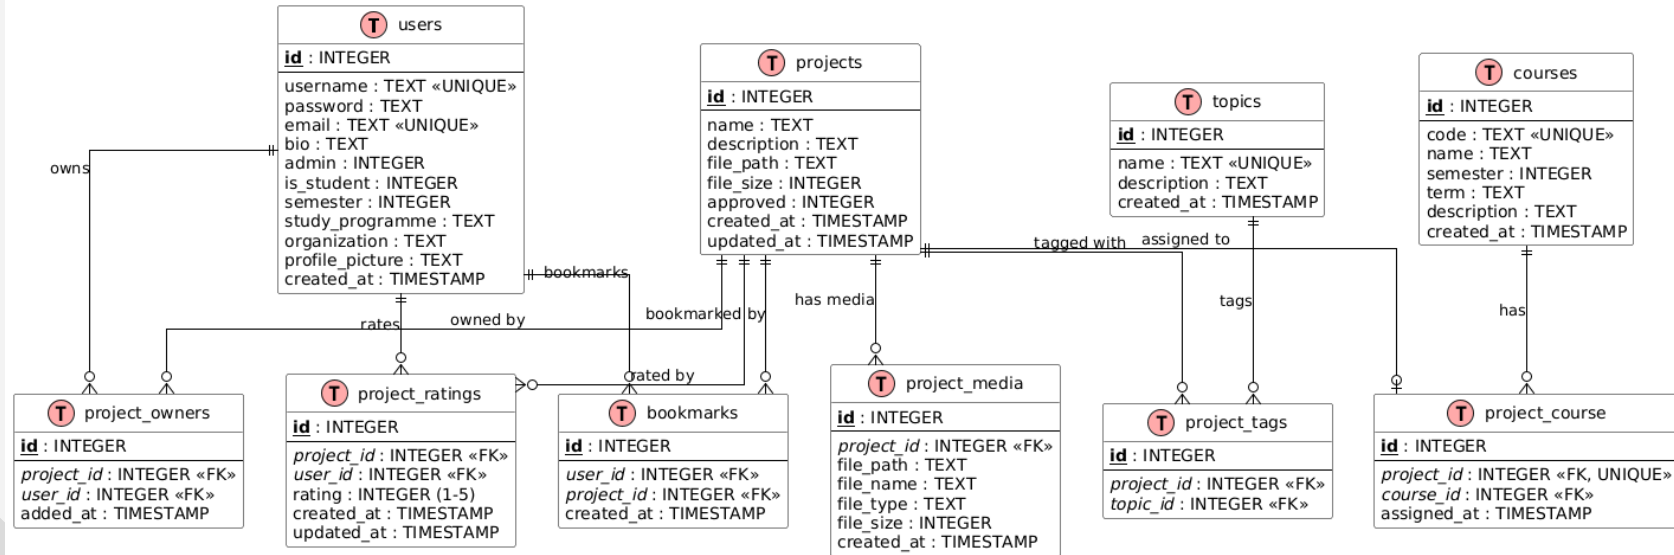 T users
id : INTEGER
username : TEXT «UNIQUE»
password : TEXT
email : TEXT «UNIQUE»
bio : TEXT
admin : INTEGER
is_student : INTEGER
semester : INTEGER
study_programme : TEXT
organization : TEXT
profile_picture : TEXT
created_at : TIMESTAMP
T projects
id : INTEGER
name : TEXT
description : TEXT
file_path : TEXT
file_size : INTEGER
approved : INTEGER
created_at : TIMESTAMP
updated_at : TIMESTAMP
T topics
id : INTEGER
name : TEXT «UNIQUE»
description : TEXT
created_at : TIMESTAMP
T courses
id : INTEGER
code : TEXT «UNIQUE»
name : TEXT
semester : INTEGER
term : TEXT
description : TEXT
created_at : TIMESTAMP
owns
rates
owned by
bookmarks
bookmarked by
rated by
has media
tagged with
assigned to
tags
has
T project_owners
id : INTEGER
project_id : INTEGER «FK»
user_id : INTEGER «FK»
added_at : TIMESTAMP
T project_ratings
id : INTEGER
project_id : INTEGER «FK»
user_id : INTEGER «FK»
rating : INTEGER (1-5)
created_at : TIMESTAMP
updated_at : TIMESTAMP
T bookmarks
id : INTEGER
user_id : INTEGER «FK»
project_id : INTEGER «FK»
created_at : TIMESTAMP
T project_media
id : INTEGER
project_id : INTEGER «FK»
file_path : TEXT
file_name : TEXT
file_type : TEXT
file_size : INTEGER
created_at : TIMESTAMP
T project_tags
id : INTEGER
project_id : INTEGER «FK»
topic_id : INTEGER «FK»
T project_course
id : INTEGER
project_id : INTEGER «FK, UNIQUE»
course_id : INTEGER «FK»
assigned_at : TIMESTAMP